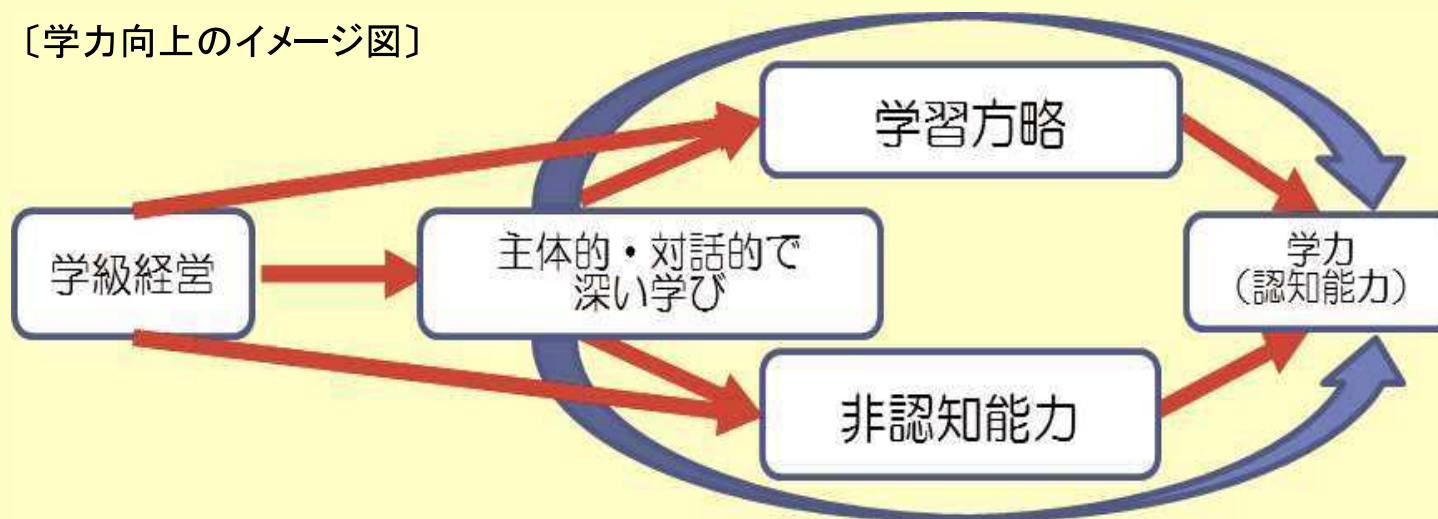 〔学力向上のイメージ図〕
学習方略
学級経営
主体的・対話的で
深い学び
学力
（認知能力）
非認知能力